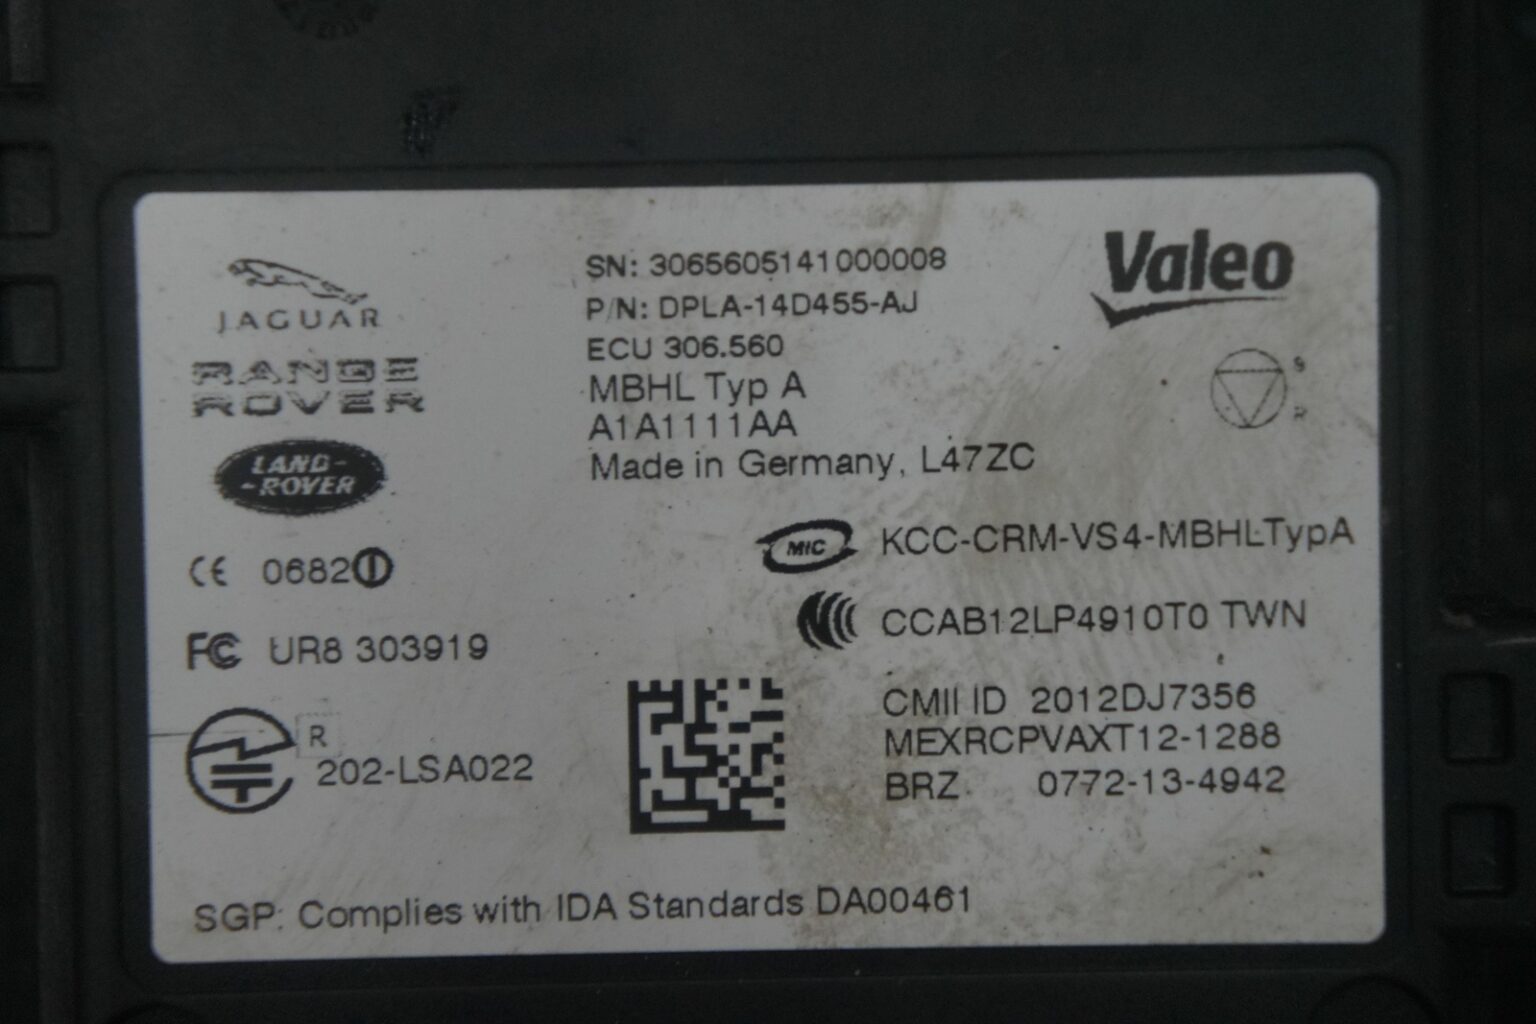 JAGUAR
RANGE
ROVER
LAND-
-ROVER
CE 0682
FC UR8 303919
R
202-LSA022
SN: 3065605141000008
P/N: DPLA-14D455-AJ
ECU 306.560
MBHL Typ A
A1A1111AA
Made in Germany, L47ZC
Valeo
S
R
MIC KCC-CRM-VS4-MBHLTypA
CCAB12LP4910T0 TWN
CMII ID 2012DJ7356
MEXRCPVAXT12-1288
BRZ 0772-13-4942
SGP: Complies with IDA Standards DA00461